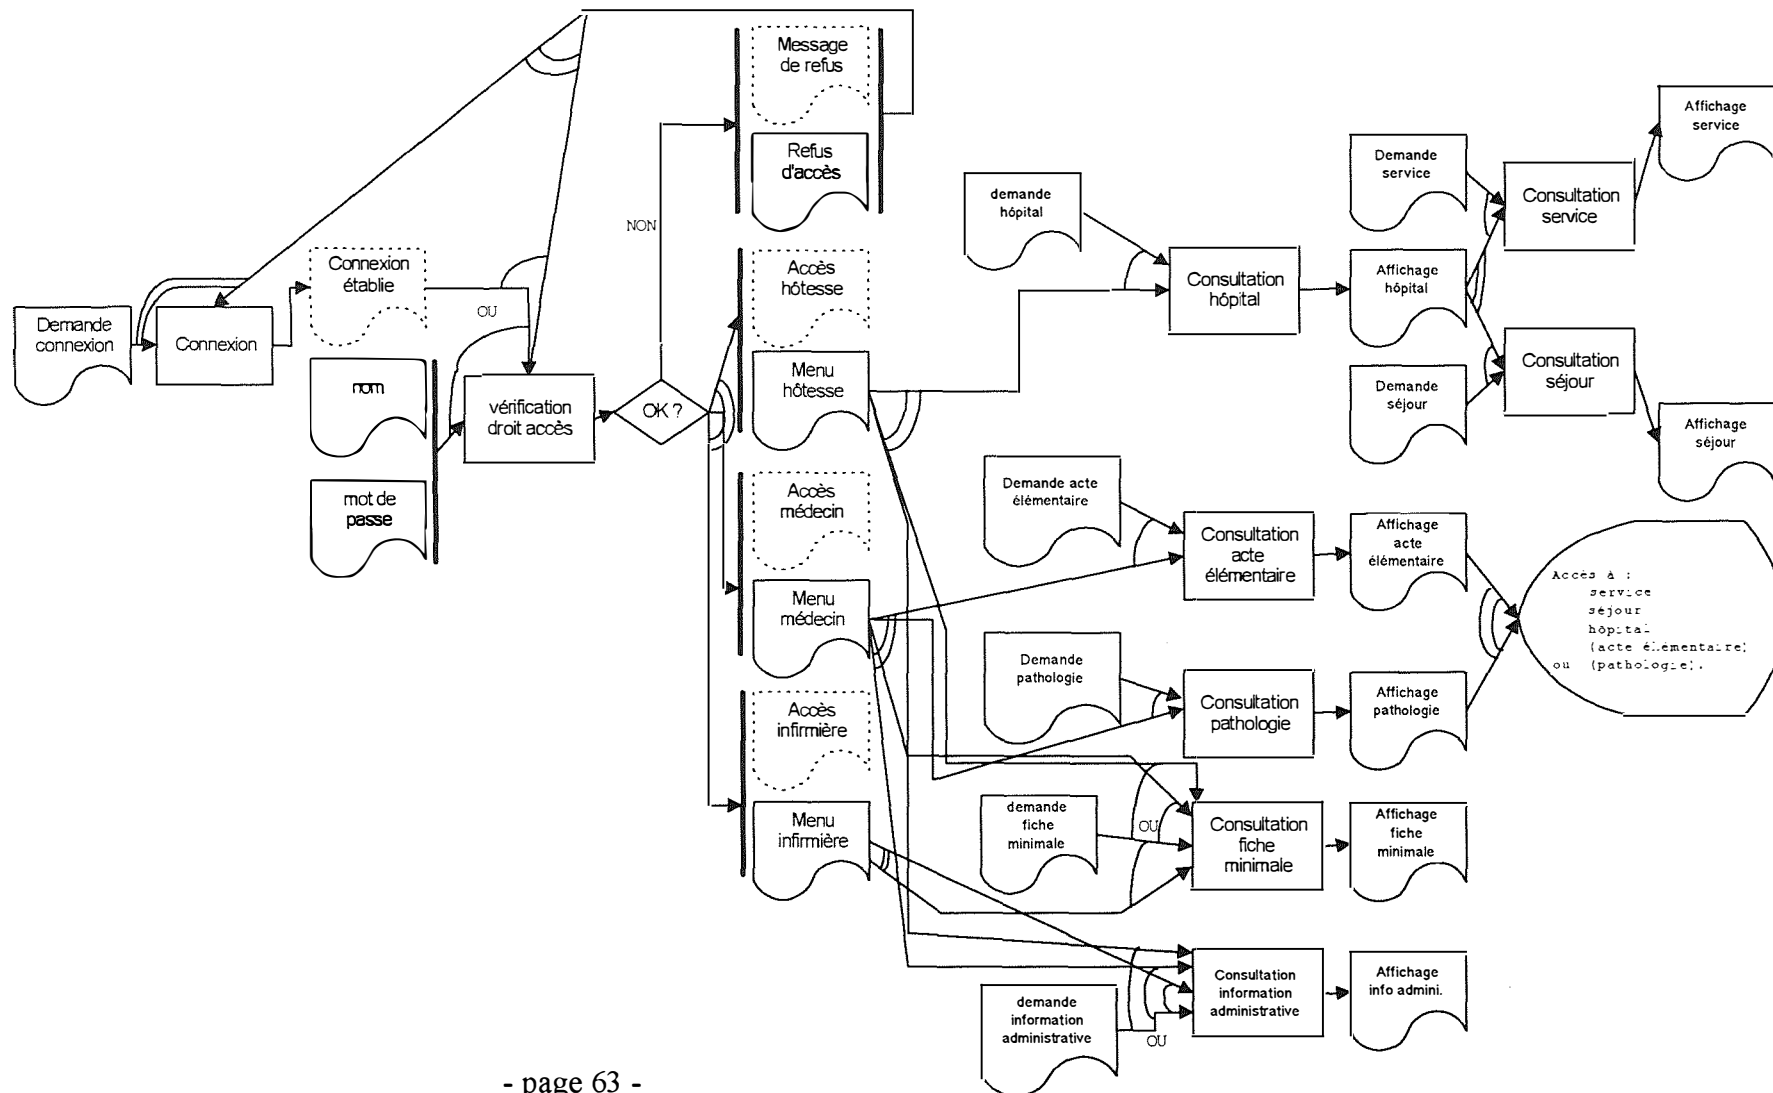 Message
de refus
Refus
d'accès
NON
Demande
connexion
Connexion
Connexion
établie
OU
nom
mot de
passe
vérification
droit accès
OK ?
Accès
hôtesse
Menu
hôtesse
Accès
médecin
Menu
médecin
Accès
infirmière
Menu
infirmière
demande
hôpital
Consultation
hôpital
Affichage
hôpital
Demande
service
Consultation
service
Affichage
service
Demande
séjour
Consultation
séjour
Affichage
séjour
Demande acte
élémentaire
Consultation
acte
élémentaire
Affichage
acte
élémentaire
Demande
pathologie
Consultation
pathologie
Affichage
pathologie
Accès à :
service
séjour
hôpital
(acte élémentaire)
ou (pathologie).
demande
fiche
minimale
OU
Consultation
fiche
minimale
Affichage
fiche
minimale
demande
information
administrative
OU
Consultation
information
administrative
Affichage
info admini.
- page 63 -